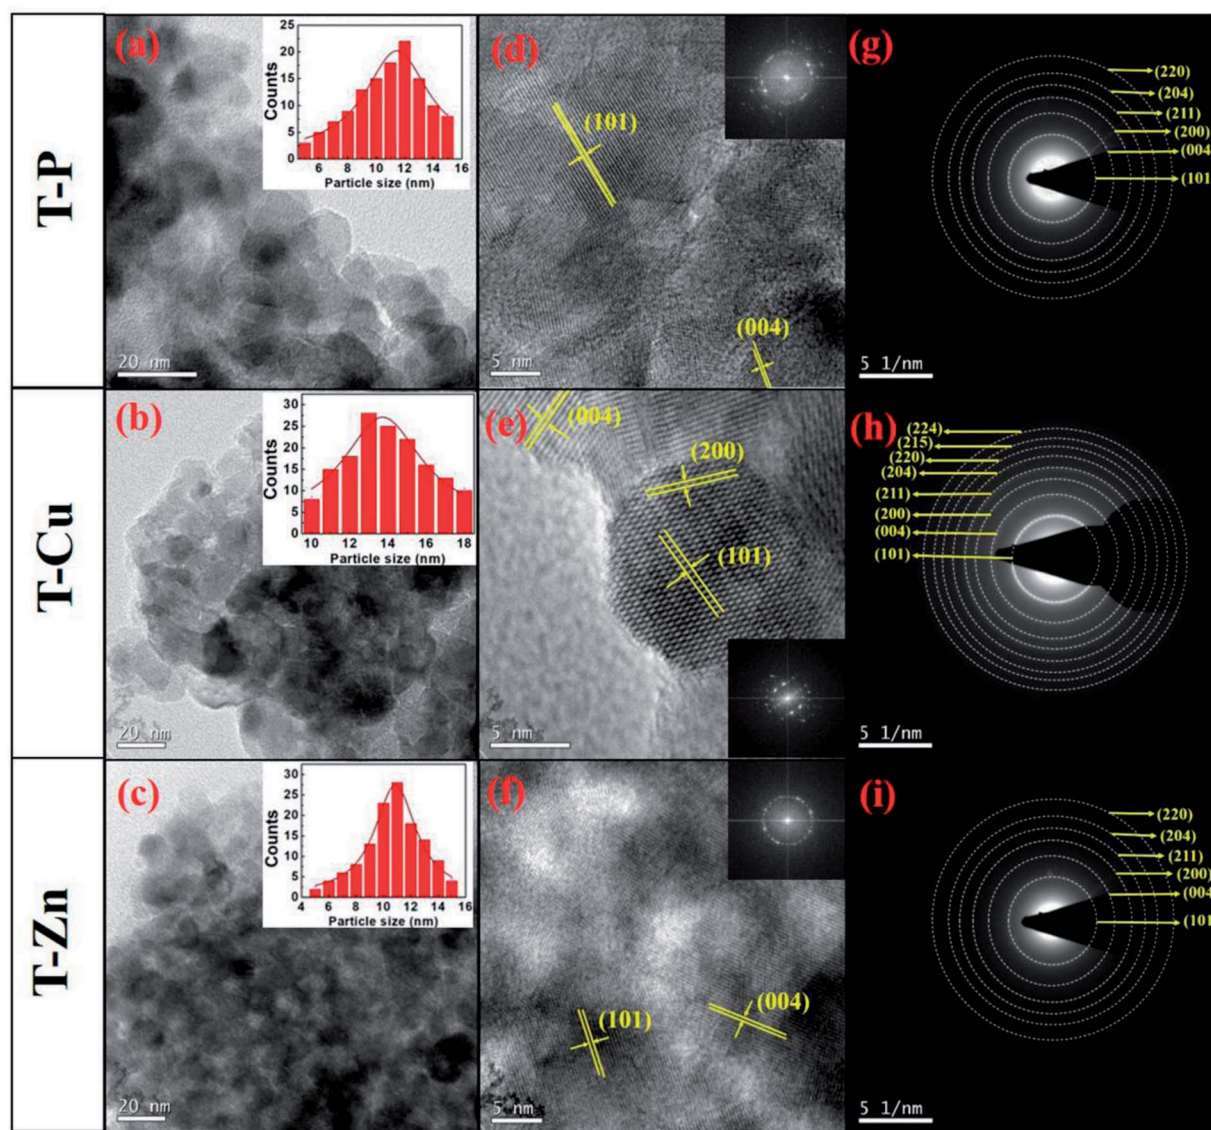 T-P
(a)
25
20
15
10
5
0
Counts
6 8 10 12 14 16
Particle size (nm)
20 nm
(d)
(101)
(004)
5 nm
(g)
(220)
(204)
(211)
(200)
(004)
(101)
5 1/nm
T-Cu
(b)
30
25
20
15
10
5
0
Counts
10 12 14 16 18
Particle size (nm)
20 nm
(e)
(004)
(200)
(101)
5 nm
(h)
(224)
(215)
(220)
(204)
(211)
(200)
(004)
(101)
5 1/nm
T-Zn
(c)
30
25
20
15
10
5
0
Counts
4 6 8 10 12 14 16
Particle size (nm)
20 nm
(f)
(101)
(004)
5 nm
(i)
(220)
(204)
(211)
(200)
(004)
(101)
5 1/nm